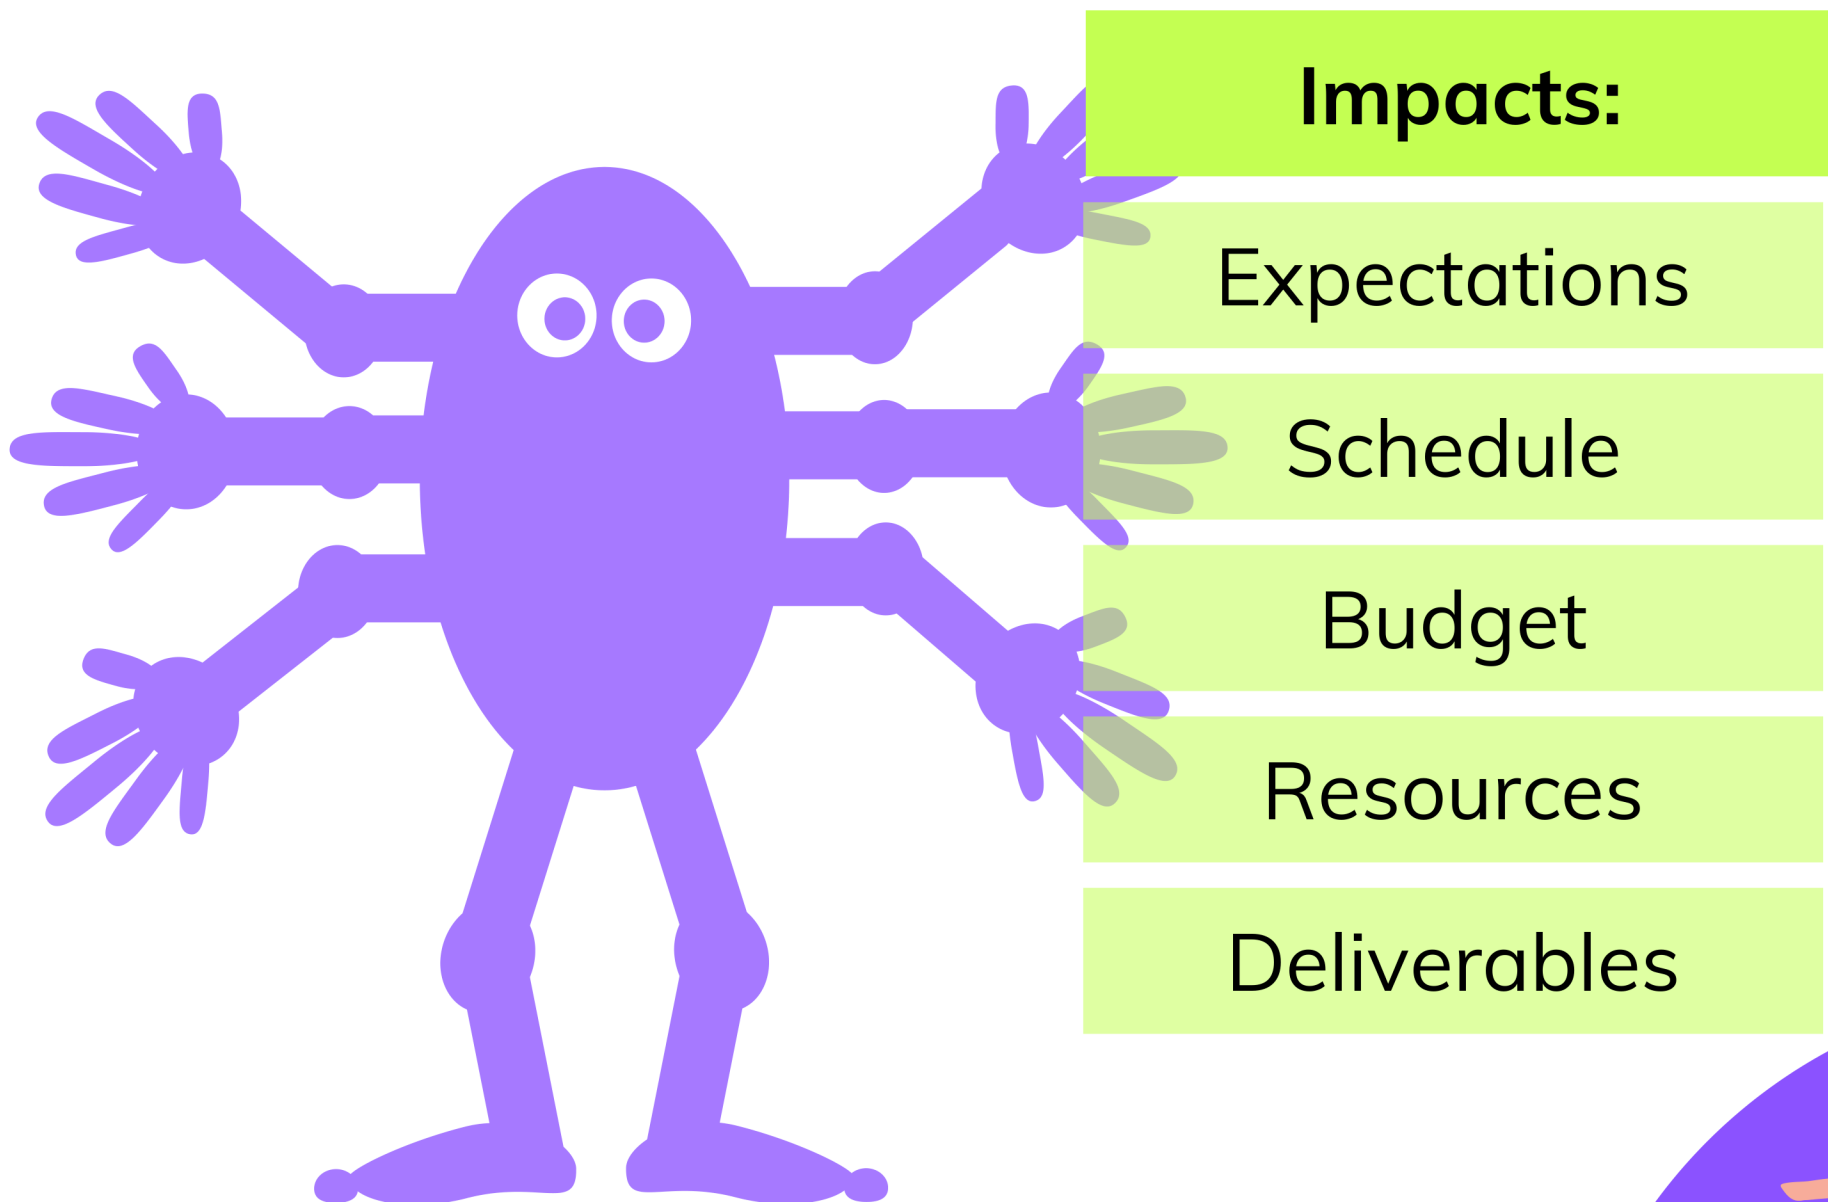 Impacts:
Expectations
Schedule
Budget
Resources
Deliverables